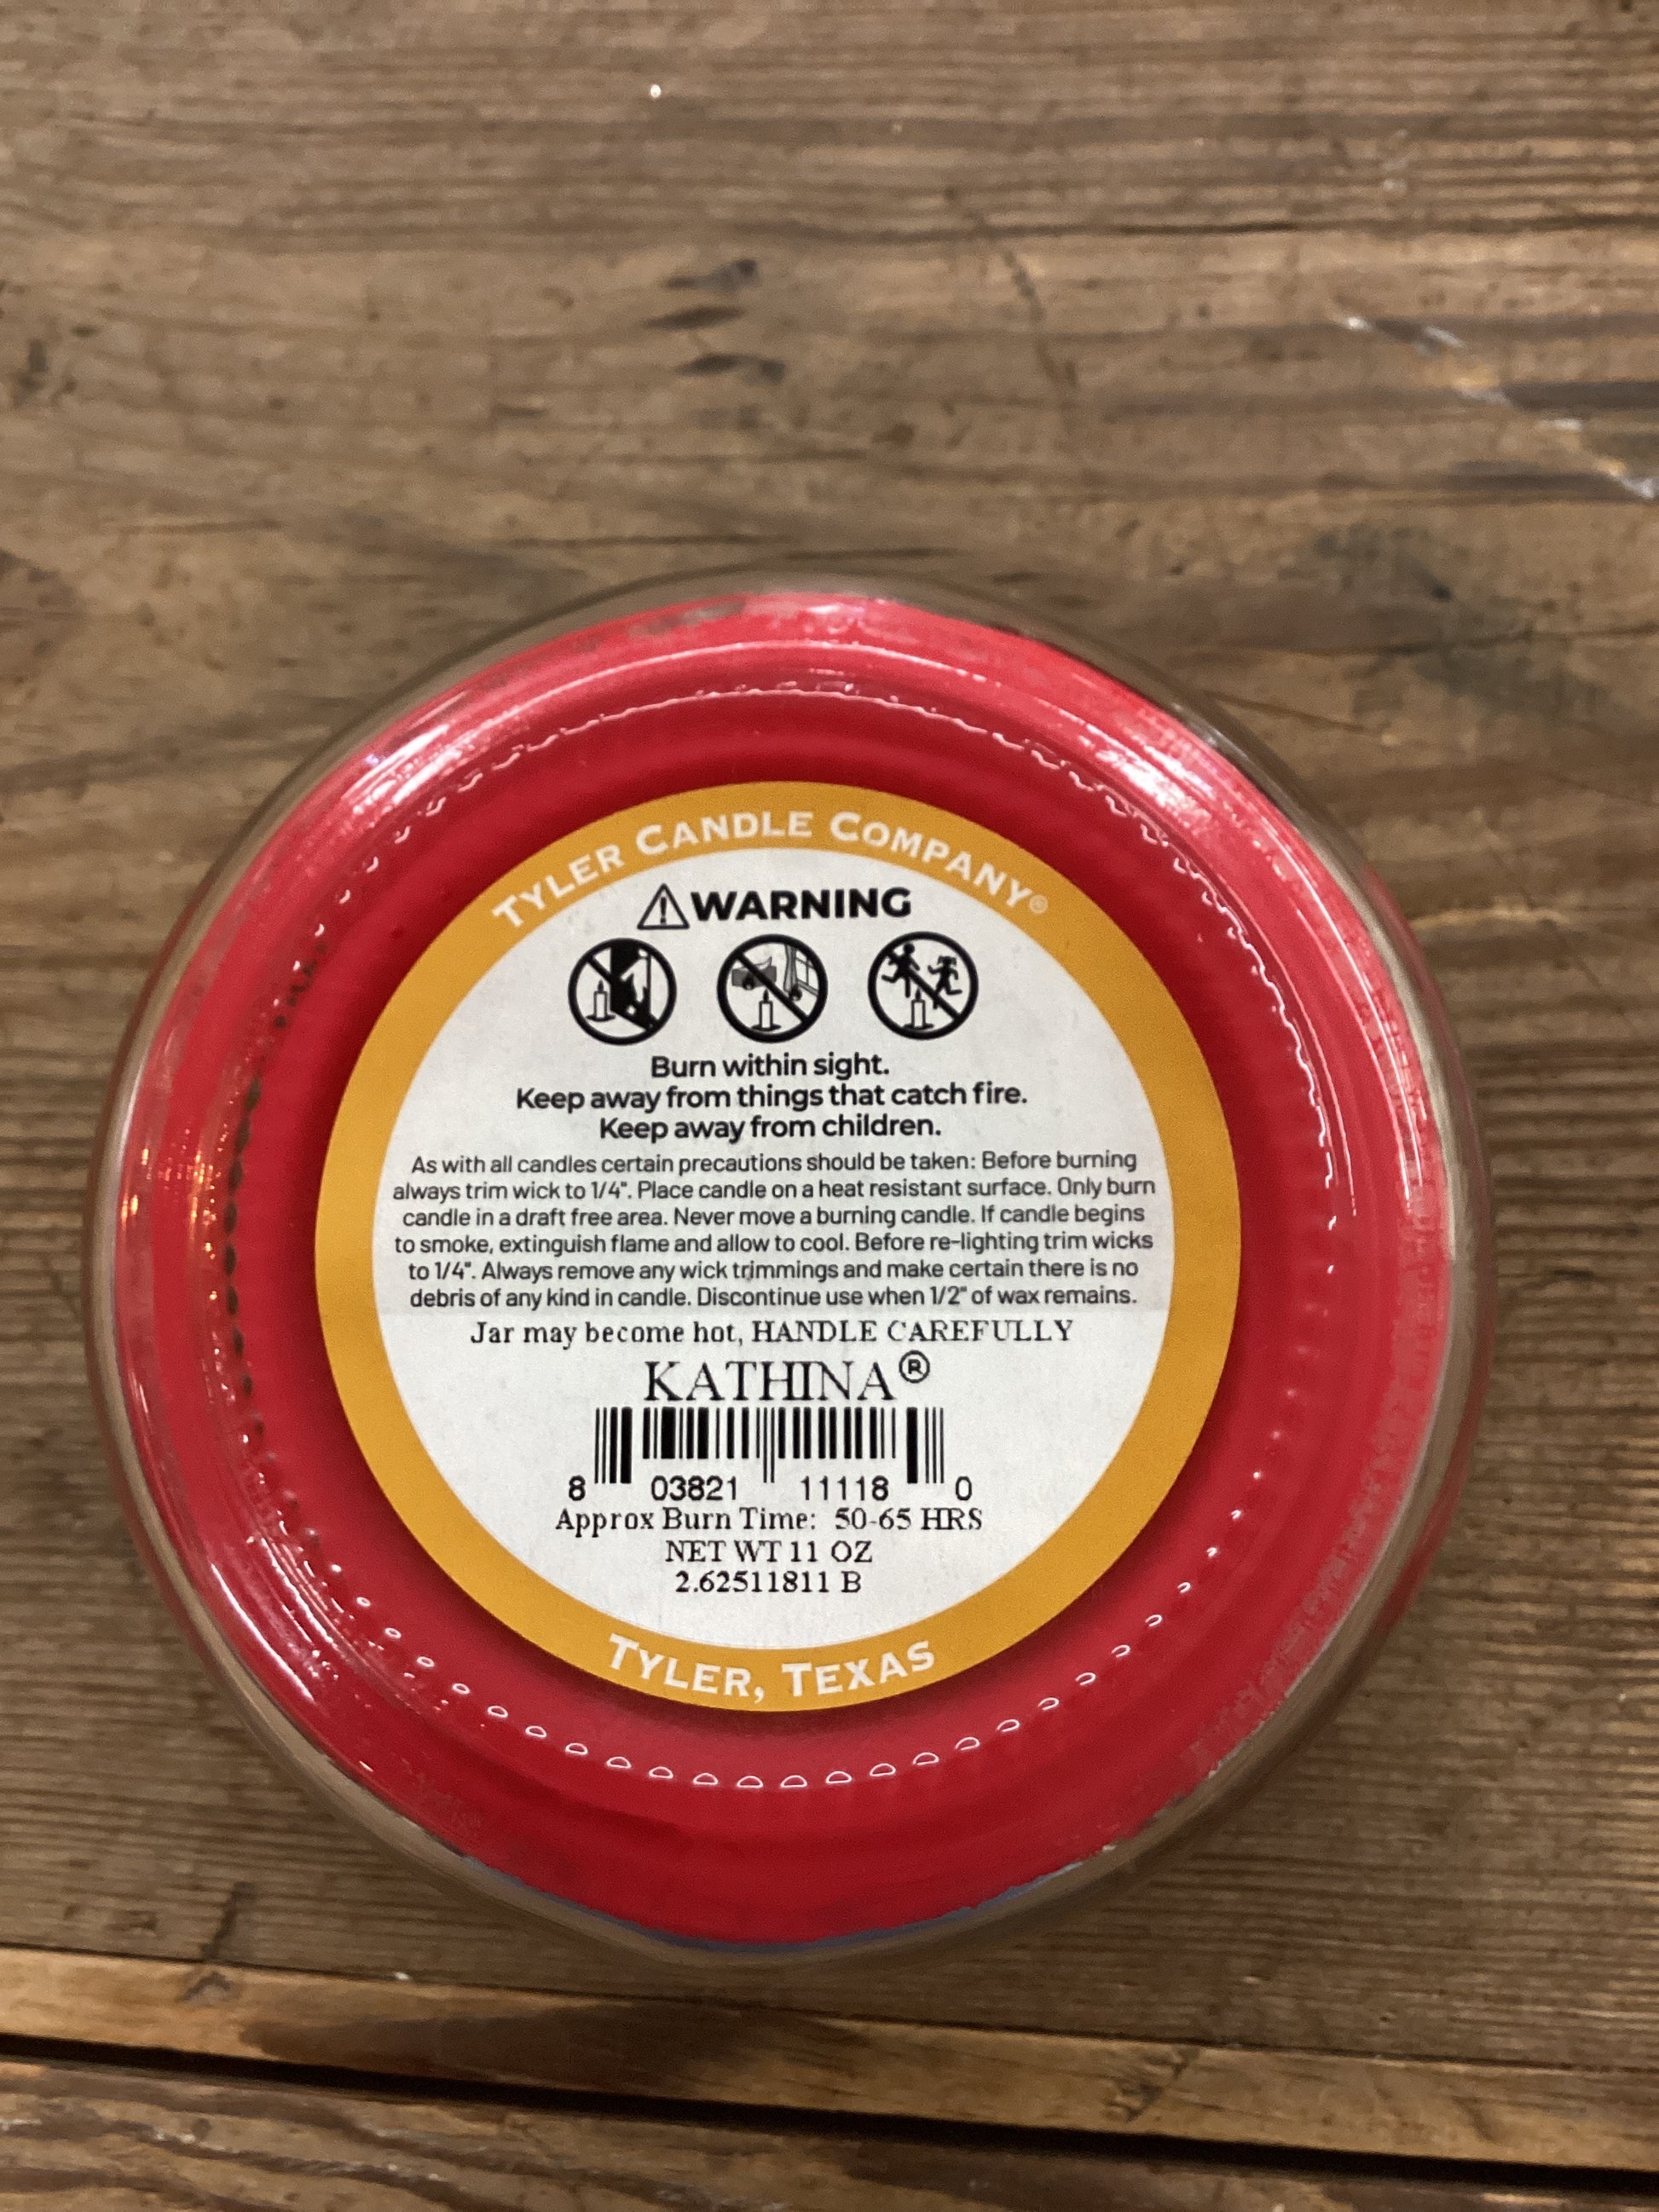 TYLER CANDLE COMPANY®
WARNING
Burn within sight.
Keep away from things that catch fire.
Keep away from children.
As with all candles certain precautions should be taken: Before burning
always trim wick to 1/4". Place candle on a heat resistant surface. Only burn
candle in a draft free area. Never move a burning candle. If candle begins
to smoke, extinguish flame and allow to cool. Before re-lighting trim wicks
to 1/4". Always remove any wick trimmings and make certain there is no
debris of any kind in candle. Discontinue use when 1/2" of wax remains.
Jar may become hot, HANDLE CAREFULLY
KATHINA®
8 03821 11118 0
Approx Burn Time: 50-65 HRS
NET WT 11 OZ
2.62511811 B
TYLER, TEXAS